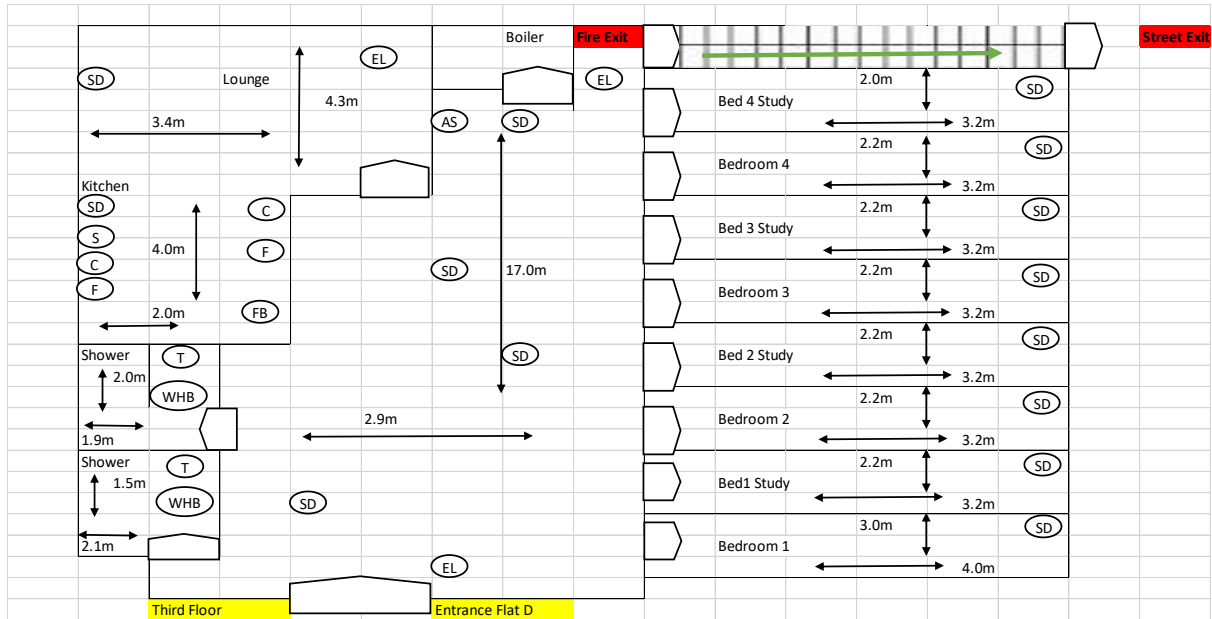 Boiler
Fire Exit
Street Exit
EL
SD
Lounge
EL
2.0m
SD
4.3m
Bed 4 Study
3.4m
AS
SD
3.2m
2.2m
SD
Bedroom 4
Kitchen
3.2m
SD
C
2.2m
SD
S
Bed 3 Study
4.0m
F
3.2m
C
SD
17.0m
2.2m
SD
F
Bedroom 3
2.0m
FB
3.2m
2.2m
SD
Shower
T
SD
Bed 2 Study
2.0m
3.2m
WHB
2.2m
SD
2.9m
Bedroom 2
1.9m
3.2m
Shower
T
2.2m
SD
1.5m
Bed1 Study
WHB
SD
3.2m
3.0m
SD
2.1m
Bedroom 1
EL
4.0m
Third Floor
Entrance Flat D